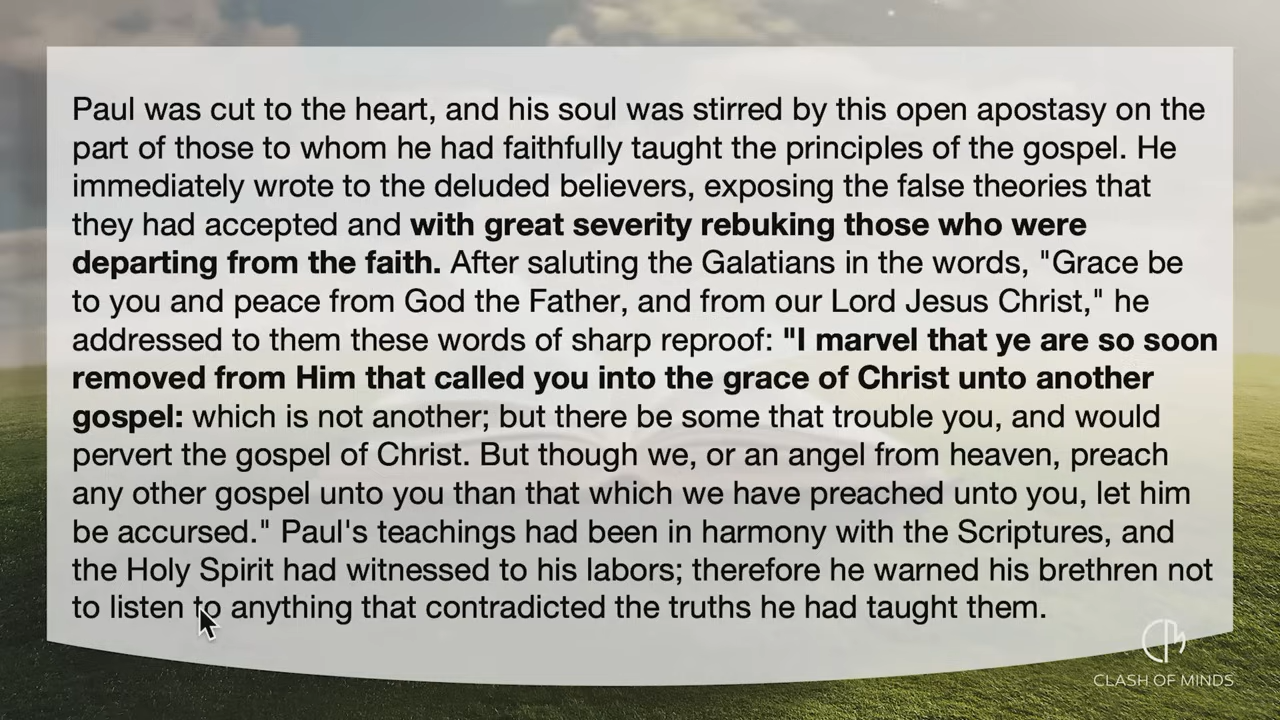 Paul was cut to the heart, and his soul was stirred by this open apostasy on the
part of those to whom he had faithfully taught the principles of the gospel. He
immediately wrote to the deluded believers, exposing the false theories that
they had accepted and with great severity rebuking those who were
departing from the faith. After saluting the Galatians in the words, "Grace be
to you and peace from God the Father, and from our Lord Jesus Christ," he
addressed to them these words of sharp reproof: "I marvel that ye are so soon
removed from Him that called you into the grace of Christ unto another
gospel: which is not another; but there be some that trouble you, and would
pervert the gospel of Christ. But though we, or an angel from heaven, preach
any other gospel unto you than that which we have preached unto you, let him
be accursed." Paul's teachings had been in harmony with the Scriptures, and
the Holy Spirit had witnessed to his labors; therefore he warned his brethren not
to listen to anything that contradicted the truths he had taught them.
CLASH OF MINDS